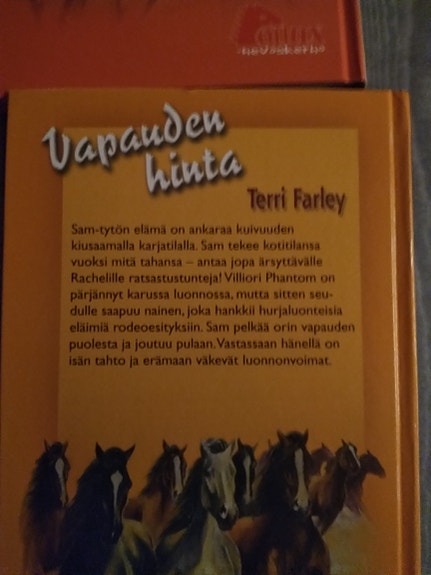 Pollux
hevoskerho
Vapauden
hinta
Terri Farley
Sam-tytön elämä on ankaraa kuivuuden
kiusaamalla karjatilalla. Sam tekee kotitilansa
vuoksi mitä tahansa – antaa jopa ärsyttävälle
Rachelille ratsastustunteja! Villiori Phantom on
pärjännyt karussa luonnossa, mutta sitten seu-
dulle saapuu nainen, joka hankkii hurjaluonteisia
eläimiä rodeoesityksiin. Sam pelkää orin vapauden
puolesta ja joutuu pulaan. Vastassaan hänellä on
isän tahto ja erämaan väkevät luonnonvoimat.